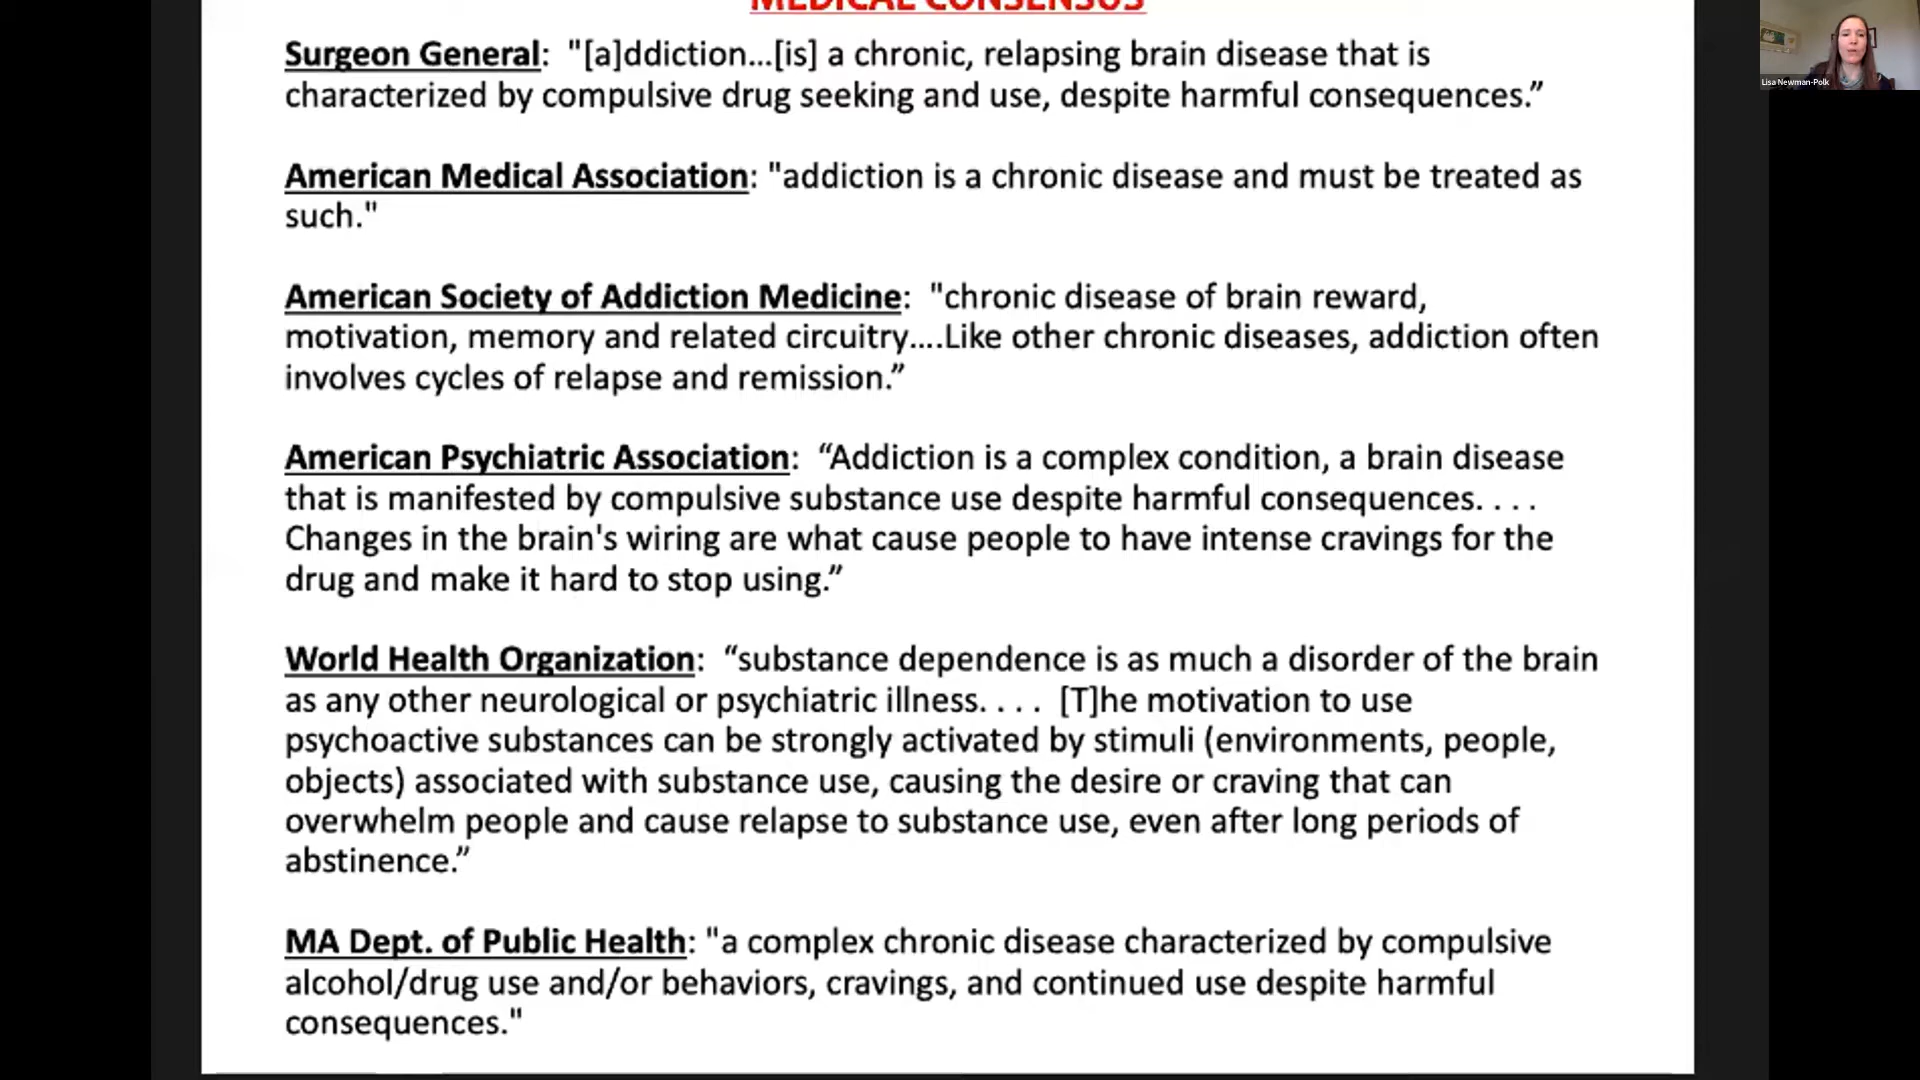 MEDICAL CONSENSUS
Surgeon General: "[a]ddiction...[is] a chronic, relapsing brain disease that is
characterized by compulsive drug seeking and use, despite harmful consequences.”
American Medical Association: "addiction is a chronic disease and must be treated as
such."
American Society of Addiction Medicine: "chronic disease of brain reward,
motivation, memory and related circuitry....Like other chronic diseases, addiction often
involves cycles of relapse and remission.”
American Psychiatric Association: “Addiction is a complex condition, a brain disease
that is manifested by compulsive substance use despite harmful consequences. . . .
Changes in the brain's wiring are what cause people to have intense cravings for the
drug and make it hard to stop using.”
World Health Organization: “substance dependence is as much a disorder of the brain
as any other neurological or psychiatric illness. . . . [T]he motivation to use
psychoactive substances can be strongly activated by stimuli (environments, people,
objects) associated with substance use, causing the desire or craving that can
overwhelm people and cause relapse to substance use, even after long periods of
abstinence.”
MA Dept. of Public Health: "a complex chronic disease characterized by compulsive
alcohol/drug use and/or behaviors, cravings, and continued use despite harmful
consequences."
Lisa Newman-Polk